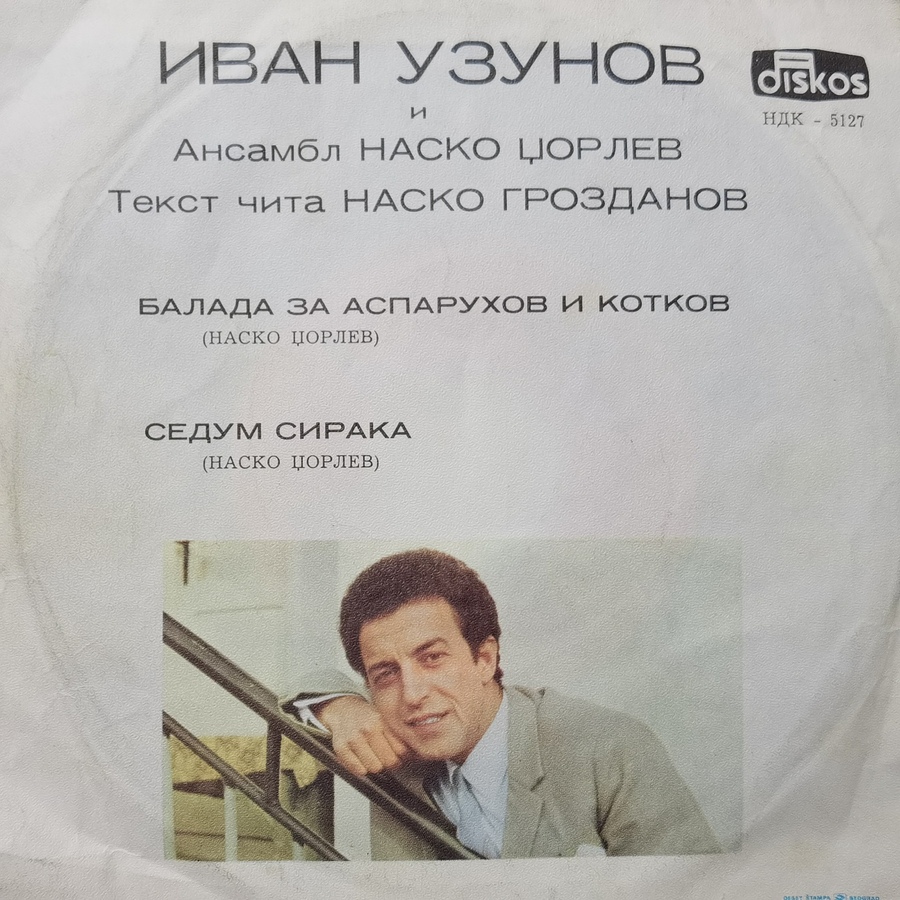 ИВАН УЗУНОВ
diskos
НДК - 5127
и
Ансамбл НАСКО ЏОРЛЕВ
Текст чита НАСКО ГРОЗДАНОВ
БАЛАДА ЗА АСПАРУХОВ И КОТКОВ
(НАСКО ЏОРЛЕВ)
СЕДУМ СИРАКА
(НАСКО ЏОРЛЕВ)